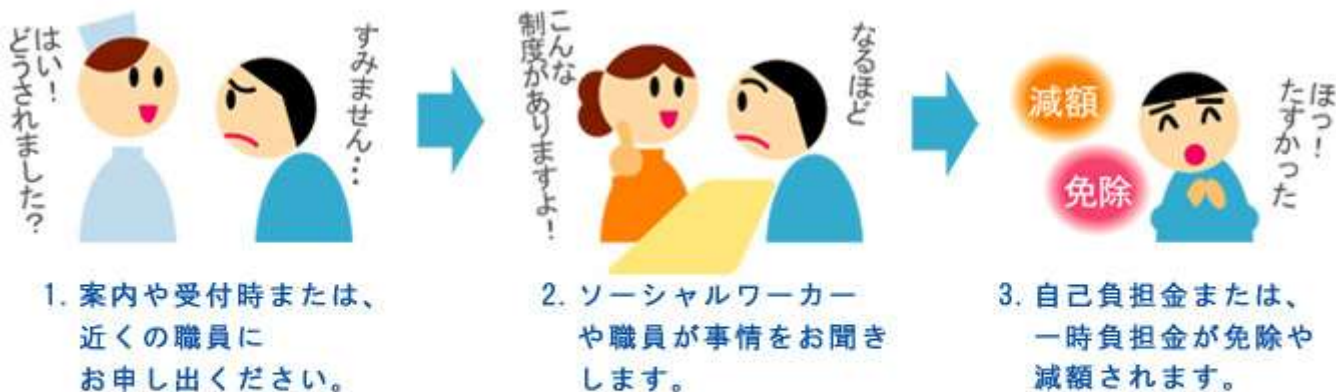 はい！
どうされました？
すみません…
こんな
制度がありますよ！
なるほど
減額
免除
ほっ！
たすかった
1. 案内や受付時または、
近くの職員に
お申し出ください。
2. ソーシャルワーカー
や職員が事情をお聞き
します。
3. 自己負担金または、
一時負担金が免除や
減額されます。